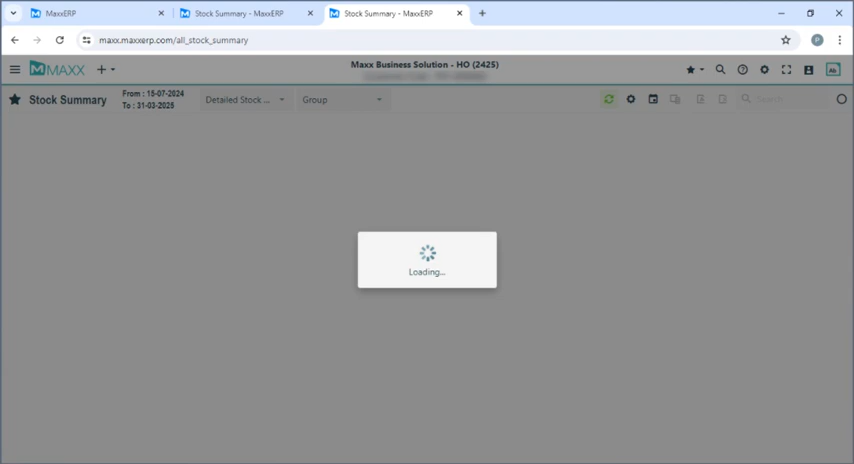 MaxxERP
Stock Summary - MaxxERP
Stock Summary - MaxxERP
maxx.maxxerp.com/all_stock_summary
P
MAXX
Maxx Business Solution - HO (2425)
Ab
Stock Summary
From : 15-07-2024
To : 31-03-2025
Detailed Stock ...
Group
Search
Loading...